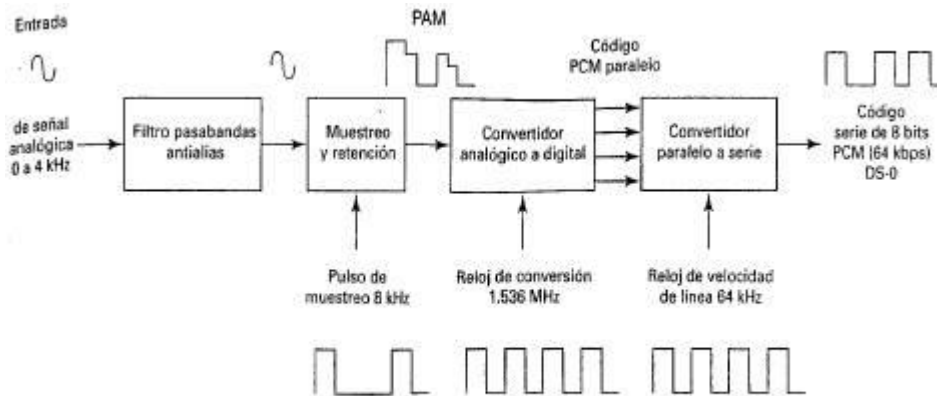 Entrada
PAM
Código
PCM paralelo
de señal
analógica
0 a 4 kHz
Filtro pasabandas
antialias
Muestreo
y retención
Convertidor
analógico a digital
Convertidor
paralelo a serie
Código
serie de 8 bits
PCM (64 kbps)
DS-0
Pulso de
muestreo 8 kHz
Reloj de conversión
1.536 MHz
Reloj de velocidad
de línea 64 kHz